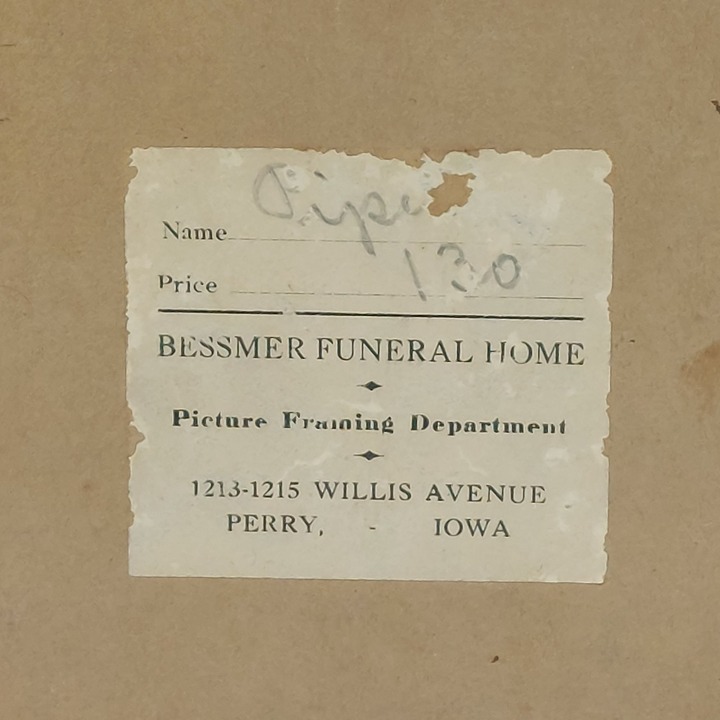 Name
130
Price
BESSMER FUNERAL HOME
Picture Framing Department
1213-1215 WILLIS AVENUE
PERRY, - IOWA